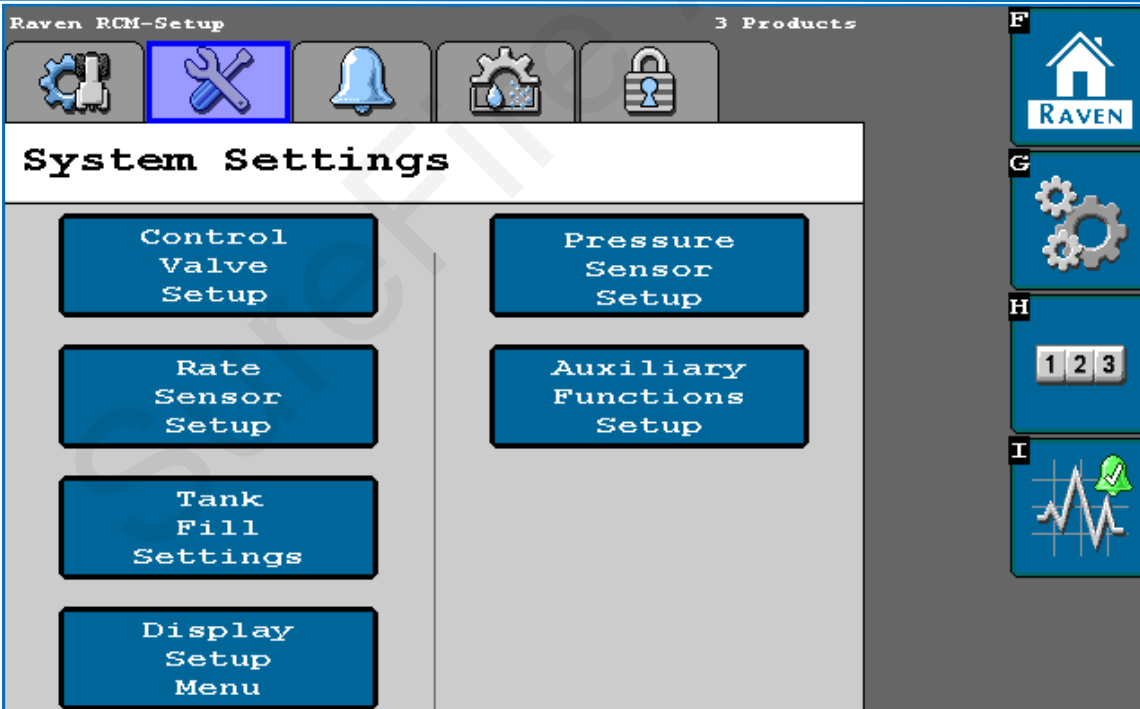 Raven RCM-Setup
3 Products
System Settings
Control
Valve
Setup
Rate
Sensor
Setup
Tank
Fill
Settings
Display
Setup
Menu
Pressure
Sensor
Setup
Auxiliary
Functions
Setup
F
RAVEN
G
H
1 2 3
I
SureFire